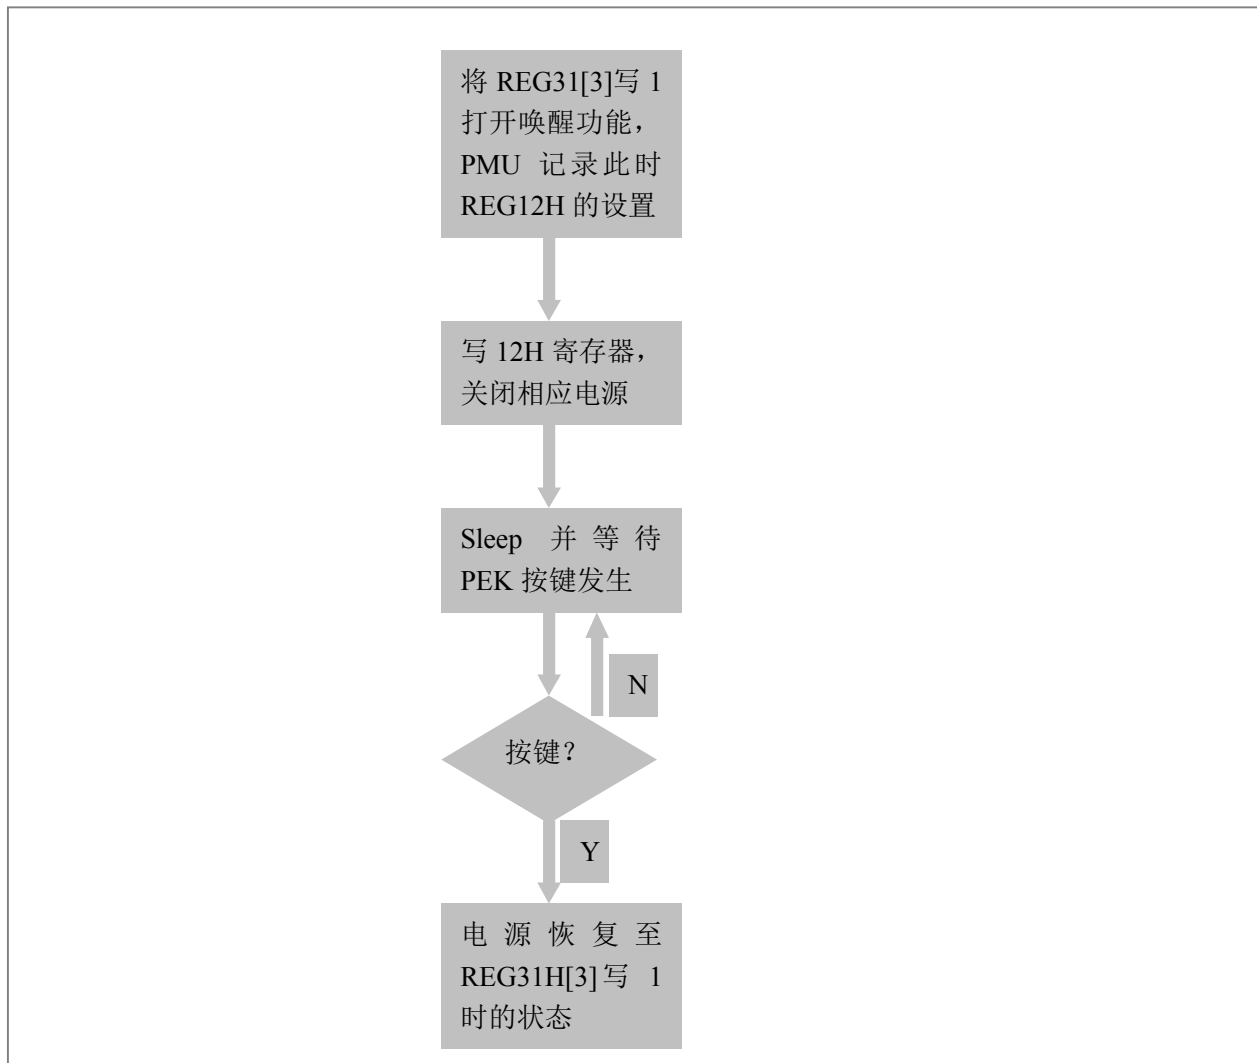 将 REG31[3]写 1
打开唤醒功能，
PMU 记录此时
REG12H 的设置
写 12H 寄存器，
关闭相应电源
Sleep 并等待
PEK 按键发生
N
按键？
Y
电源恢复至
REG31H[3]写 1
时的状态